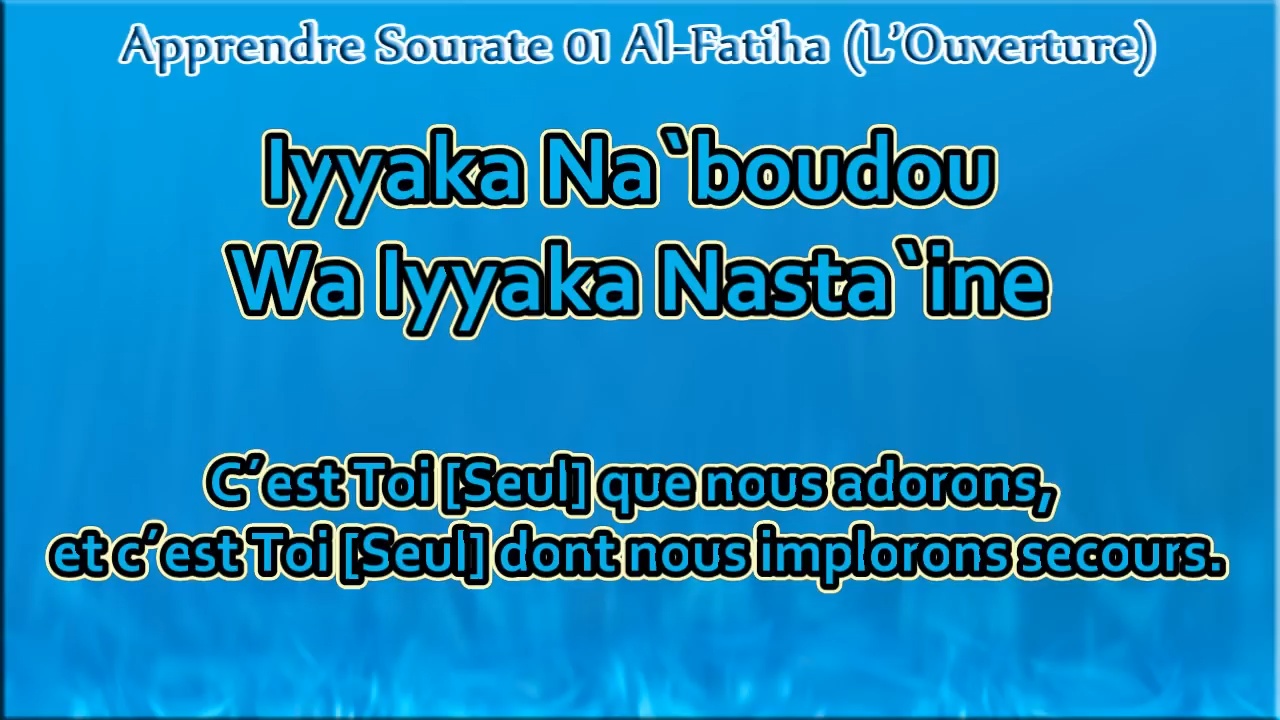 Apprendre Sourate 01 Al-Fatiha (L’Ouverture)
Iyyaka Na`boudou
Wa Iyyaka Nasta`ine
C´est Toi [Seul] que nous adorons,
et c´est Toi [Seul] dont nous implorons secours.